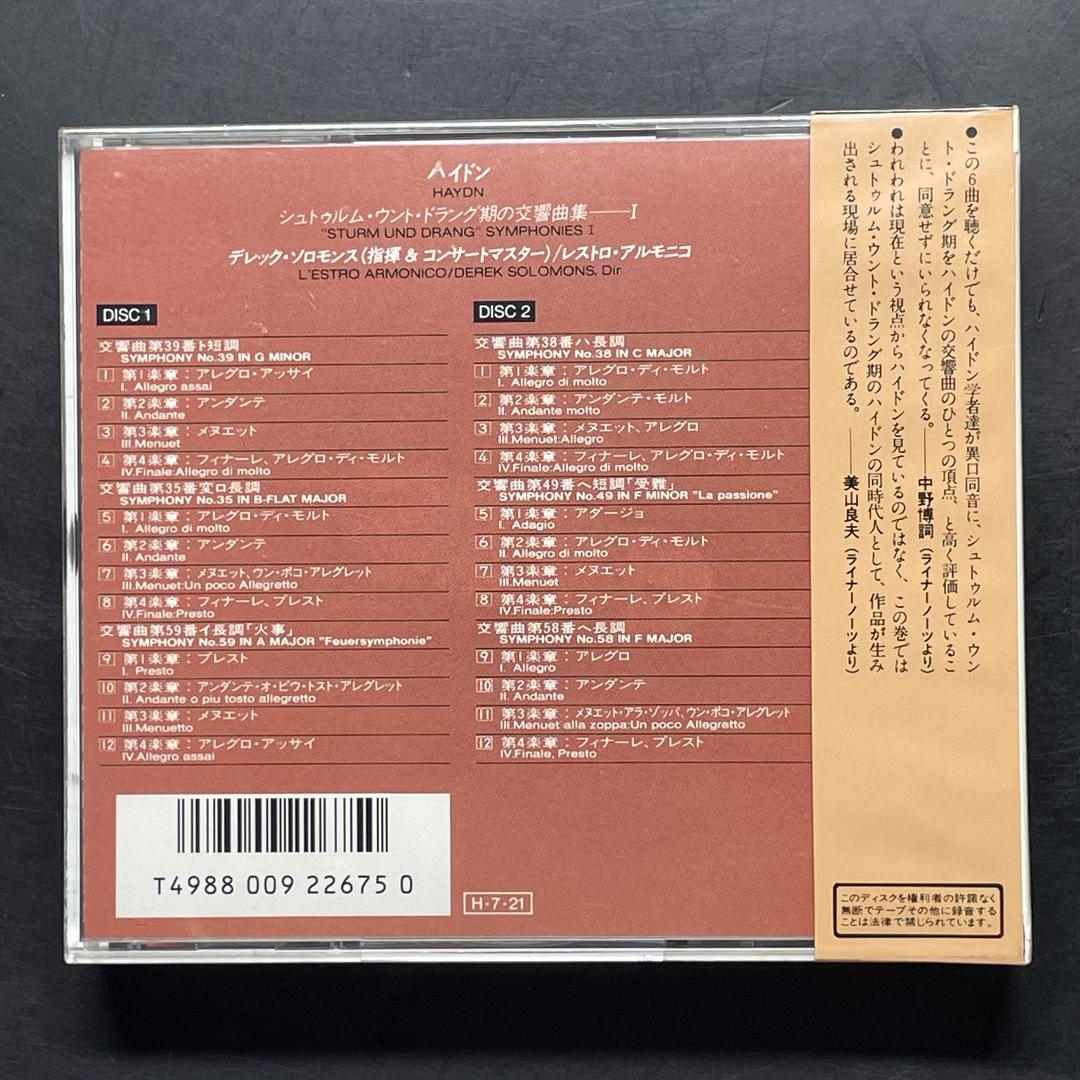 ハイドン
HAYDN
シュトゥルム・ウント・ドラング期の交響曲集——I
"STURM UND DRANG" SYMPHONIES I
デレック・ソロモンス(指揮 & コンサートマスター)/レストロ・アルモニコ
L'ESTRO ARMONICO/DEREK SOLOMONS, Dir
DISC 1
交響曲第39番ト短調
SYMPHONY No.39 IN G MINOR
1 第1楽章：アレグロ・アッサイ
I. Allegro assai
2 第2楽章：アンダンテ
II. Andante
3 第3楽章：メヌエット
III.Menuet
4 第4楽章：フィナーレ、アレグロ・ディ・モルト
IV.Finale:Allegro di molto
交響曲第35番変ロ長調
SYMPHONY No.35 IN B-FLAT MAJOR
5 第1楽章：アレグロ・ディ・モルト
I. Allegro di molto
6 第2楽章：アンダンテ
II. Andante
7 第3楽章：メヌエット、ウン・ポコ・アレグレット
III.Menuet:Un poco Allegretto
8 第4楽章：フィナーレ、プレスト
IV.Finale:Presto
交響曲第59番イ長調「火事」
SYMPHONY No.59 IN A MAJOR "Feuersymphonie"
9 第1楽章：プレスト
I. Presto
10 第2楽章：アンダンテ・オ・ピウ・トスト・アレグレット
II. Andante o piu tosto allegretto
11 第3楽章：メヌエット
III.Menuetto
12 第4楽章：アレグロ・アッサイ
IV.Allegro assai
DISC 2
交響曲第38番ハ長調
SYMPHONY No.38 IN C MAJOR
1 第1楽章：アレグロ・ディ・モルト
I. Allegro di molto
2 第2楽章：アンダンテ・モルト
II. Andante molto
3 第3楽章：メヌエット、アレグロ
III.Menuet:Allegro
4 第4楽章：フィナーレ、アレグロ・ディ・モルト
IV.Finale:Allegro di molto
交響曲第49番ヘ短調「受難」
SYMPHONY No.49 IN F MINOR "La passione"
5 第1楽章：アダージョ
I. Adagio
6 第2楽章：アレグロ・ディ・モルト
II. Allegro di molto
7 第3楽章：メヌエット
III.Menuet
8 第4楽章：フィナーレ、プレスト
IV.Finale:Presto
交響曲第58番ヘ長調
SYMPHONY No.58 IN F MAJOR
9 第1楽章：アレグロ
I. Allegro
10 第2楽章：アンダンテ
II. Andante
11 第3楽章：メヌエット・アラ・ゾッパ、ウン・ポコ・アレグレット
III.Menuet alla zoppa:Un poco Allegretto
12 第4楽章：フィナーレ、プレスト
IV.Finale, Presto
T4988 009 22675 0
H・7・21
●この6曲を聴くだけでも、ハイドン学者達が異口同音に、シュトゥルム・ウン
ト・ドラング期をハイドンの交響曲のひとつの頂点、と高く評価しているこ
とに、同意せずにいられなくなってくる。——中野博詞(ライナーノーツより)
●われわれは現在という視点からハイドンを見ているのではなく、この巻では
シュトゥルム・ウント・ドラング期のハイドンの同時代人として、作品が生み
出される現場に居合せているのである。——美山良夫(ライナーノーツより)
このディスクを権利者の許諾なく
無断でテープその他に録音する
ことは法律で禁じられています。